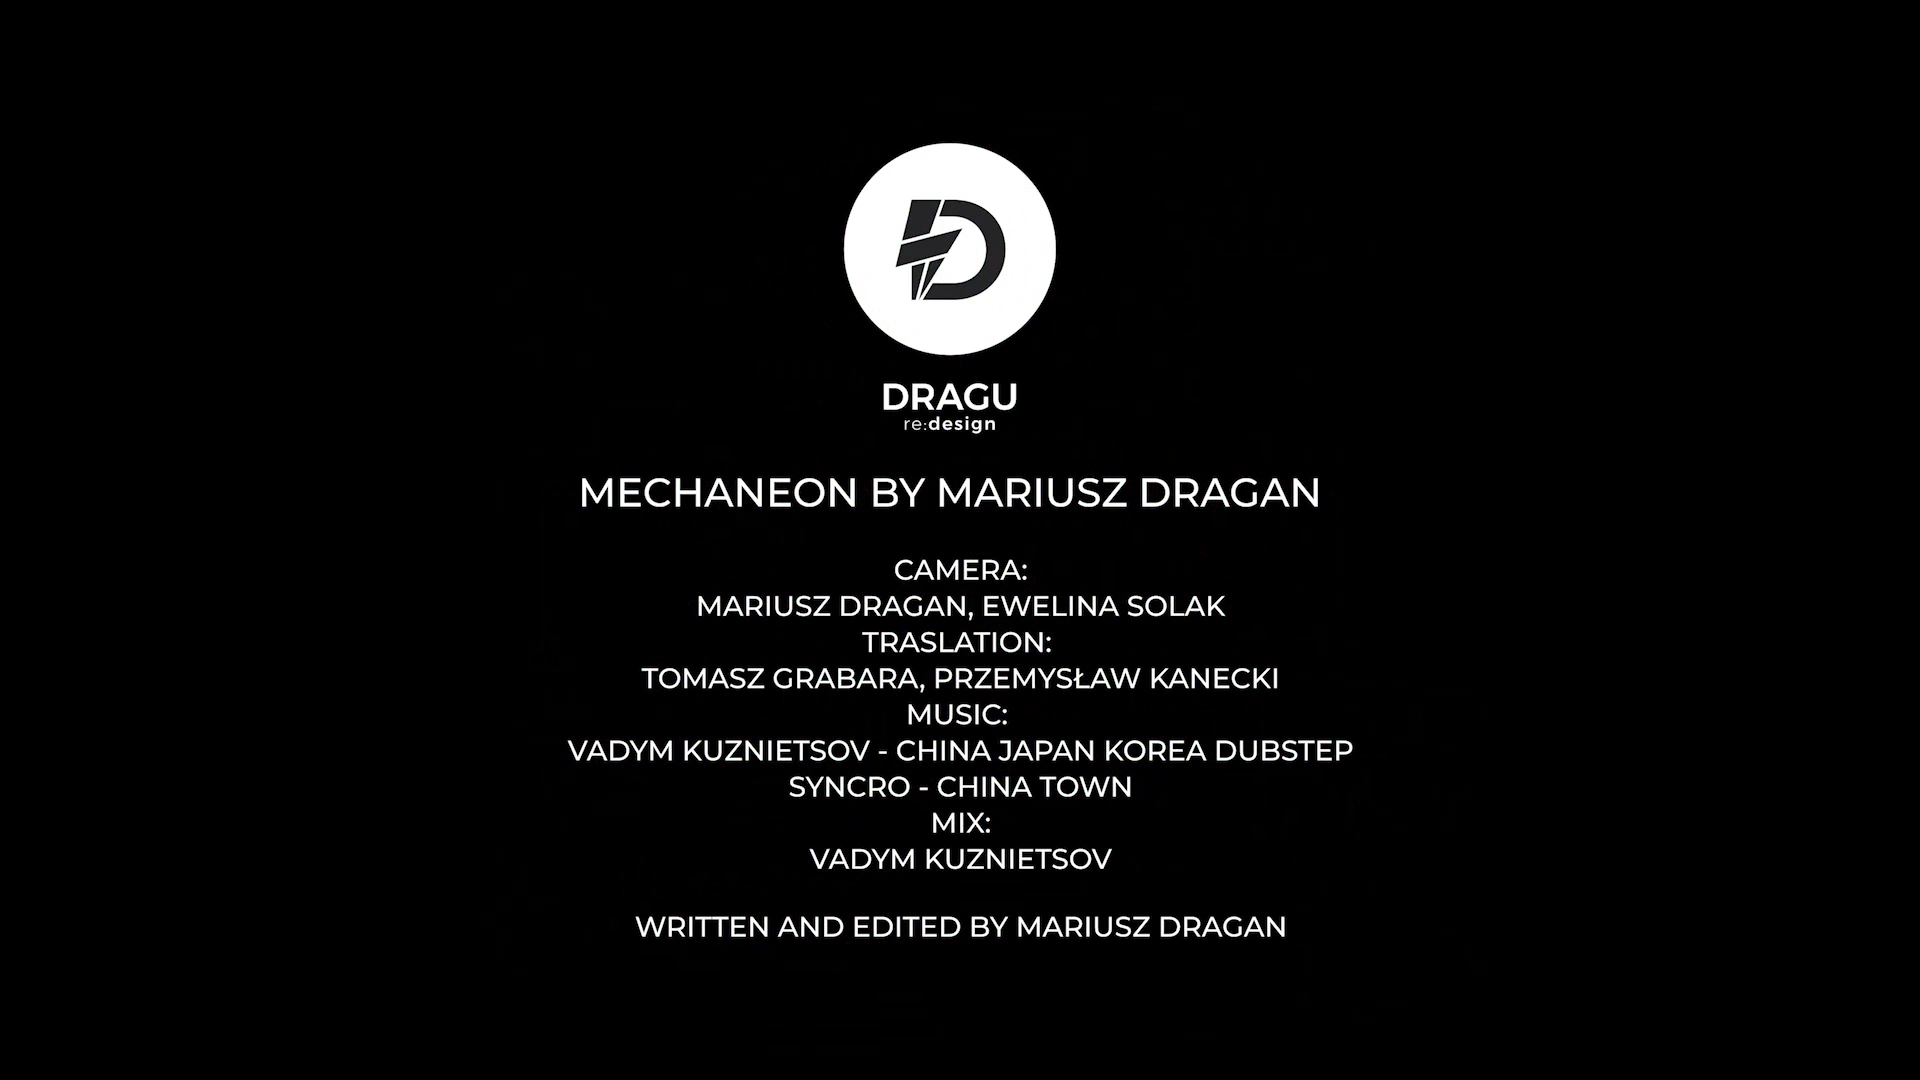 DRAGU
re:design
MECHANEON BY MARIUSZ DRAGAN
CAMERA:
MARIUSZ DRAGAN, EWELINA SOLAK
TRASLATION:
TOMASZ GRABARA, PRZEMYSŁAW KANECKI
MUSIC:
VADYM KUZNIETSOV - CHINA JAPAN KOREA DUBSTEP
SYNCRO - CHINA TOWN
MIX:
VADYM KUZNIETSOV
WRITTEN AND EDITED BY MARIUSZ DRAGAN